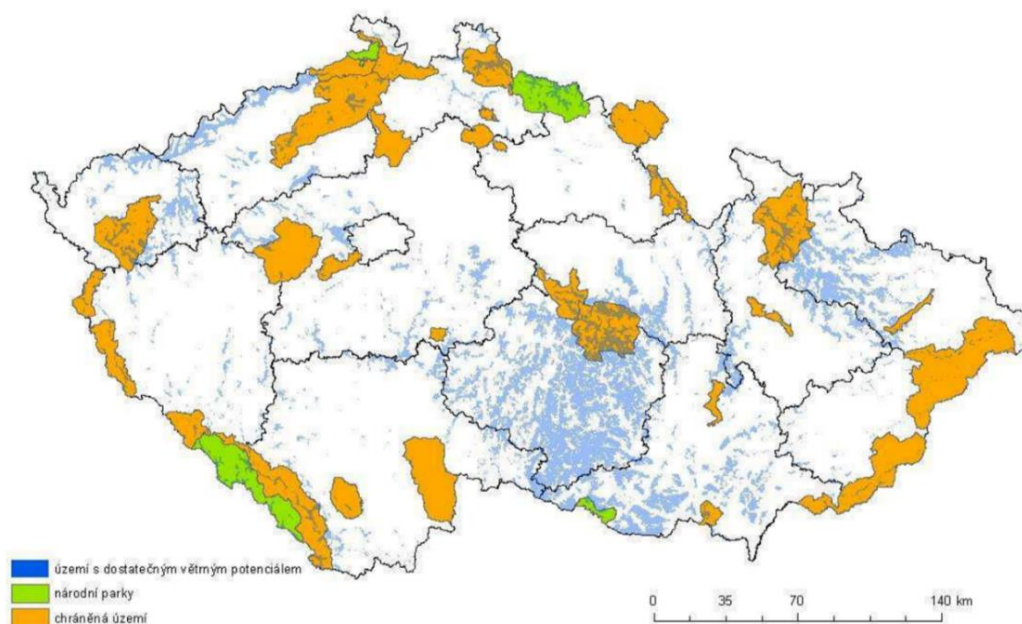 území s dostatečným větrným potenciálem
národní parky
chráněná území
0 35 70 140 km